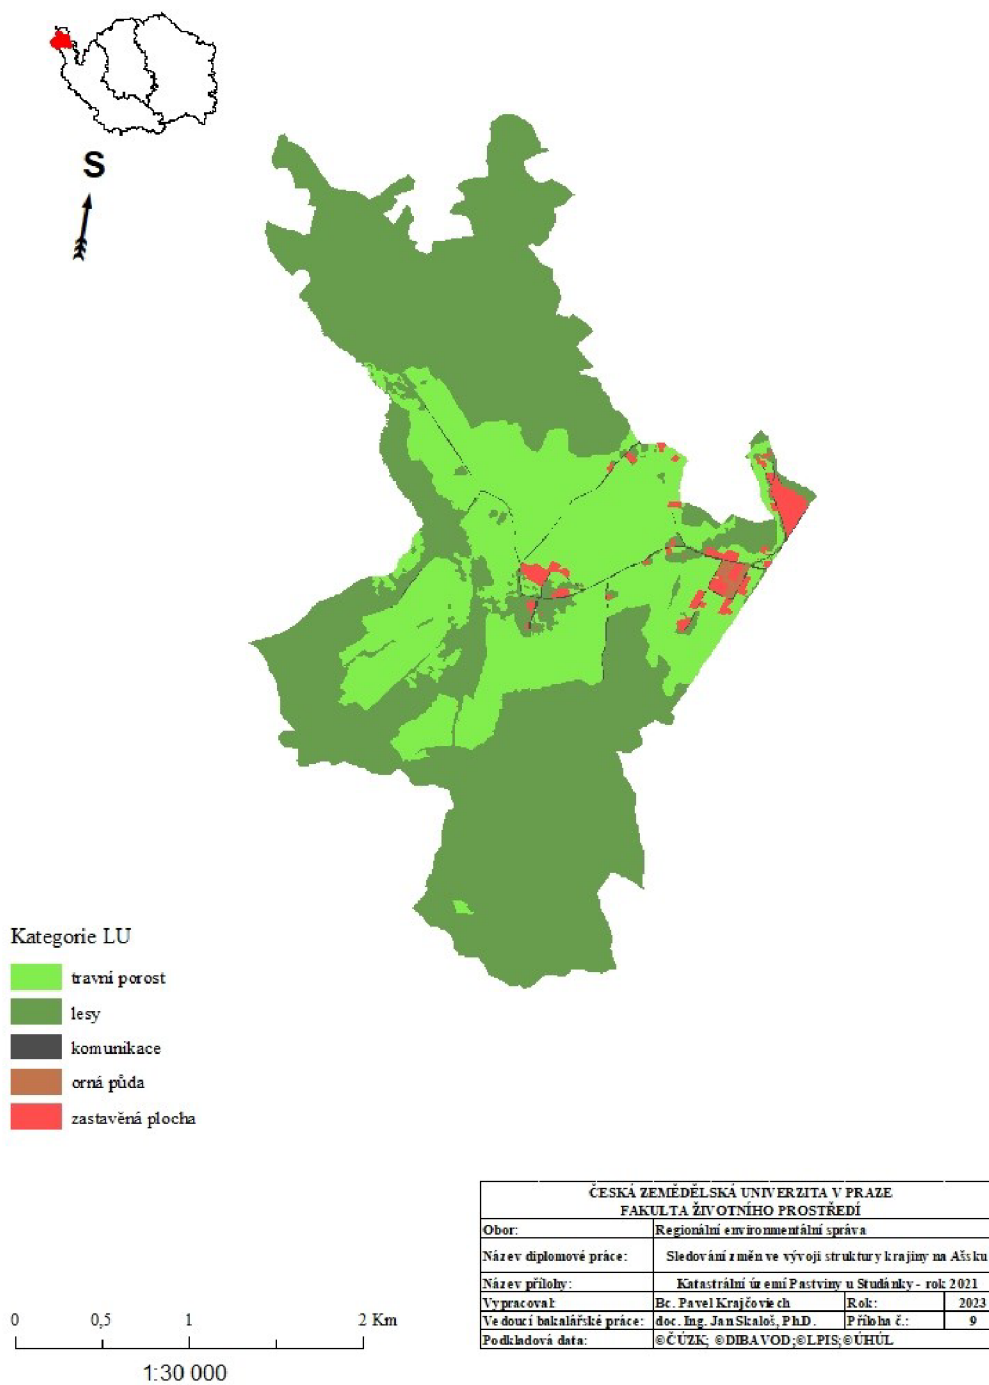 S
Kategorie LU
travní porost
lesy
komunikace
orná půda
zastavěná plocha
0 0,5 1 2 Km
1:30 000
ČESKÁ ZEMĚDĚLSKÁ UNIVERZITA V PRAZE
FAKULTA ŽIVOTNÍHO PROSTŘEDÍ
Obor: Regionální environmentální správa
Název diplomové práce: Sledování změn ve vývoji struktury krajiny na Ašsku
Název přílohy: Katastrální území Pastviny u Studánky - rok 2021
Vypracoval: Bc. Pavel Krajčoviech Rok: 2023
Vedoucí bakalářské práce: doc. Ing. Jan Skaloš, Ph.D. Příloha č.: 9
Podkladová data: ©ČÚZK; ©DIBAVOD;©LPIS;©ÚHÚL